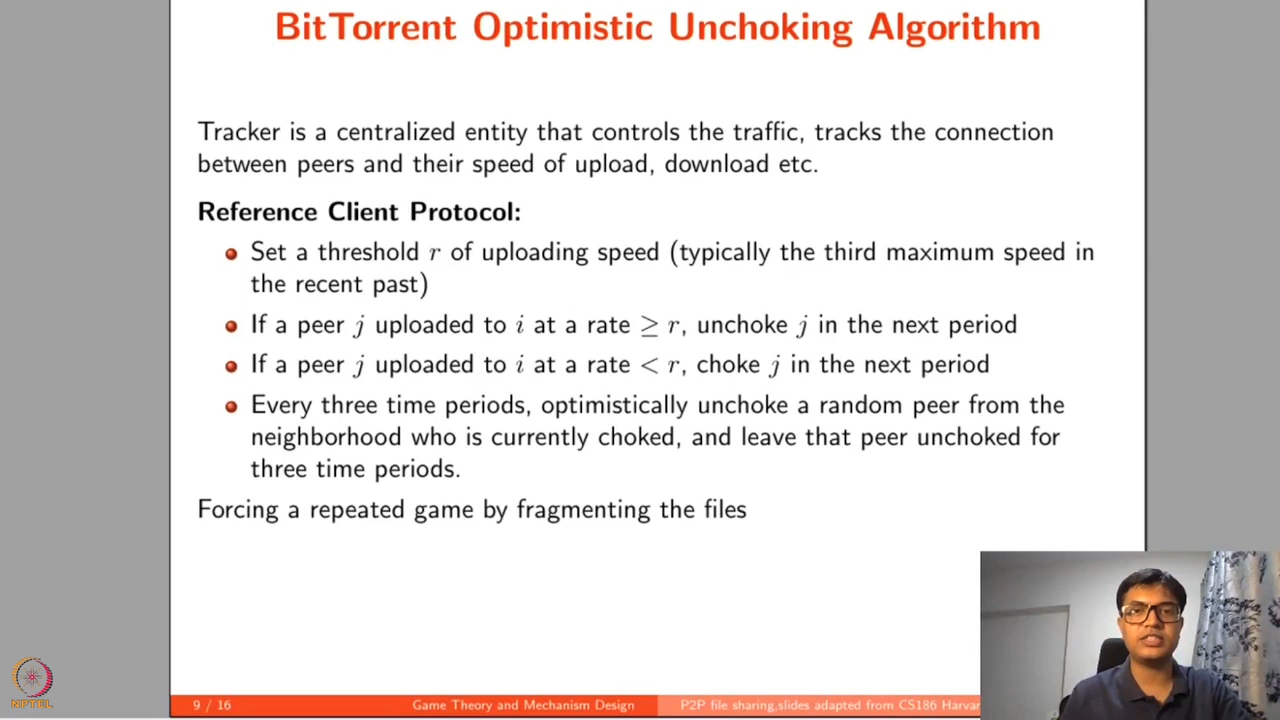 BitTorrent Optimistic Unchoking Algorithm
Tracker is a centralized entity that controls the traffic, tracks the connection
between peers and their speed of upload, download etc.
Reference Client Protocol:
Set a threshold r of uploading speed (typically the third maximum speed in
the recent past)
If a peer j uploaded to i at a rate ≥ r, unchoke j in the next period
If a peer j uploaded to i at a rate < r, choke j in the next period
Every three time periods, optimistically unchoke a random peer from the
neighborhood who is currently choked, and leave that peer unchoked for
three time periods.
Forcing a repeated game by fragmenting the files
NPTEL
9 / 16
Game Theory and Mechanism Design
P2P file sharing,slides adapted from CS186 Harvar